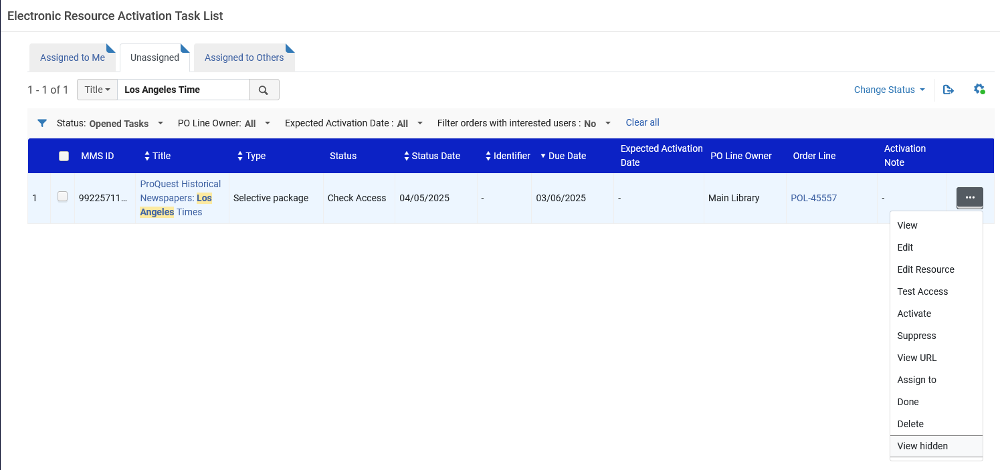 Electronic Resource Activation Task List
Assigned to Me Unassigned Assigned to Others
1 - 1 of 1 Title Los Angeles Time Change Status
Status: Opened Tasks PO Line Owner: All Expected Activation Date : All Filter orders with interested users : No Clear all
MMS ID Title Type Status Status Date Identifier Due Date Expected Activation Date PO Line Owner Order Line Activation Note
1 99225711... ProQuest Historical Newspapers: Los Angeles Times Selective package Check Access 04/05/2025 - 03/06/2025 - Main Library POL-45557 - ...
View
Edit
Edit Resource
Test Access
Activate
Suppress
View URL
Assign to
Done
Delete
View hidden